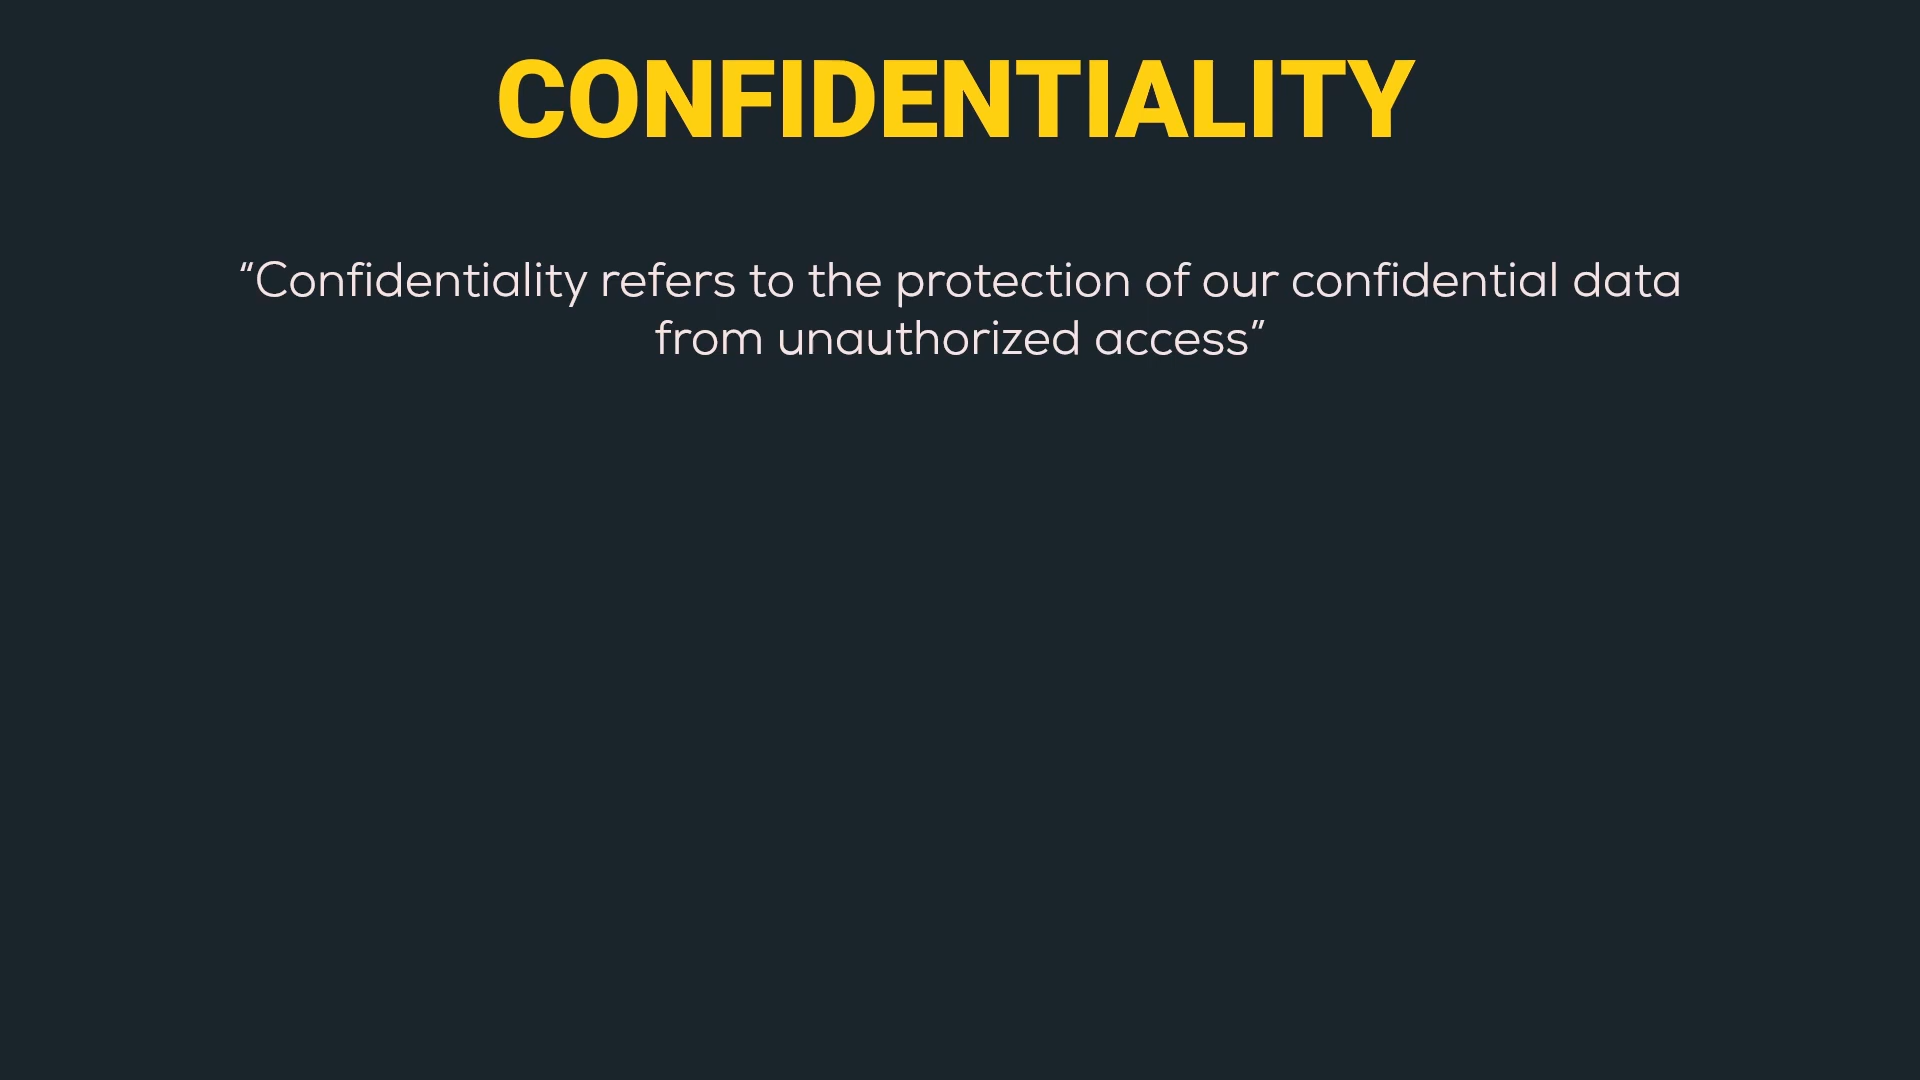 CONFIDENTIALITY
“Confidentiality refers to the protection of our confidential data
from unauthorized access”